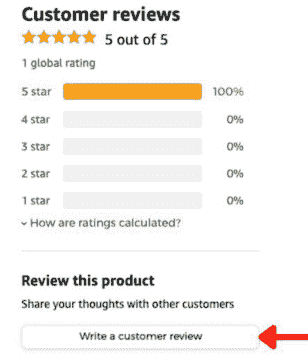 Customer reviews
5 out of 5
1 global rating
5 star 100%
4 star 0%
3 star 0%
2 star 0%
1 star 0%
How are ratings calculated?
Review this product
Share your thoughts with other customers
Write a customer review